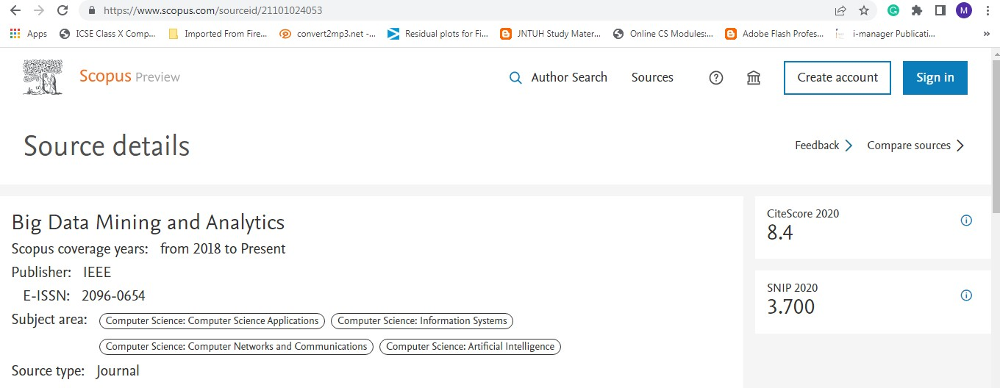 https://www.scopus.com/sourceid/21101024053
M
Apps ICSE Class X Comp... Imported From Fire... convert2mp3.net -... Residual plots for Fi... JNTUH Study Mater... Online CS Modules:... Adobe Flash Profes... i-manager Publicati... »
Scopus Preview Author Search Sources Create account Sign in
Source details Feedback Compare sources
Big Data Mining and Analytics
Scopus coverage years: from 2018 to Present
Publisher: IEEE
E-ISSN: 2096-0654
Subject area: Computer Science: Computer Science Applications Computer Science: Information Systems
Computer Science: Computer Networks and Communications Computer Science: Artificial Intelligence
Source type: Journal
CiteScore 2020
8.4
SNIP 2020
3.700